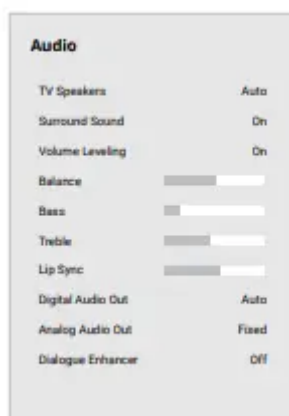 Audio
TV Speakers Auto
Surround Sound On
Volume Leveling On
Balance
Bass
Treble
Lip Sync
Digital Audio Out Auto
Analog Audio Out Fixed
Dialogue Enhancer Off